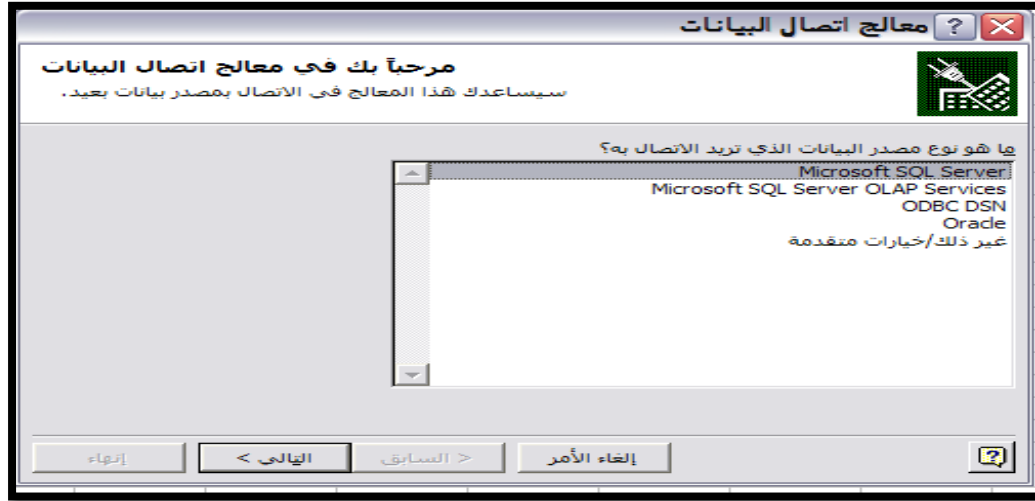 معالج اتصال البيانات
مرحباً بك في معالج اتصال البيانات
سيساعدك هذا المعالج في الاتصال بمصدر بيانات بعيد.
ما هو نوع مصدر البيانات الذي تريد الاتصال به؟
Microsoft SQL Server
Microsoft SQL Server OLAP Services
ODBC DSN
Oracle
غير ذلك/خيارات متقدمة
إلغاء الأمر
< السابق
التالي >
إنهاء